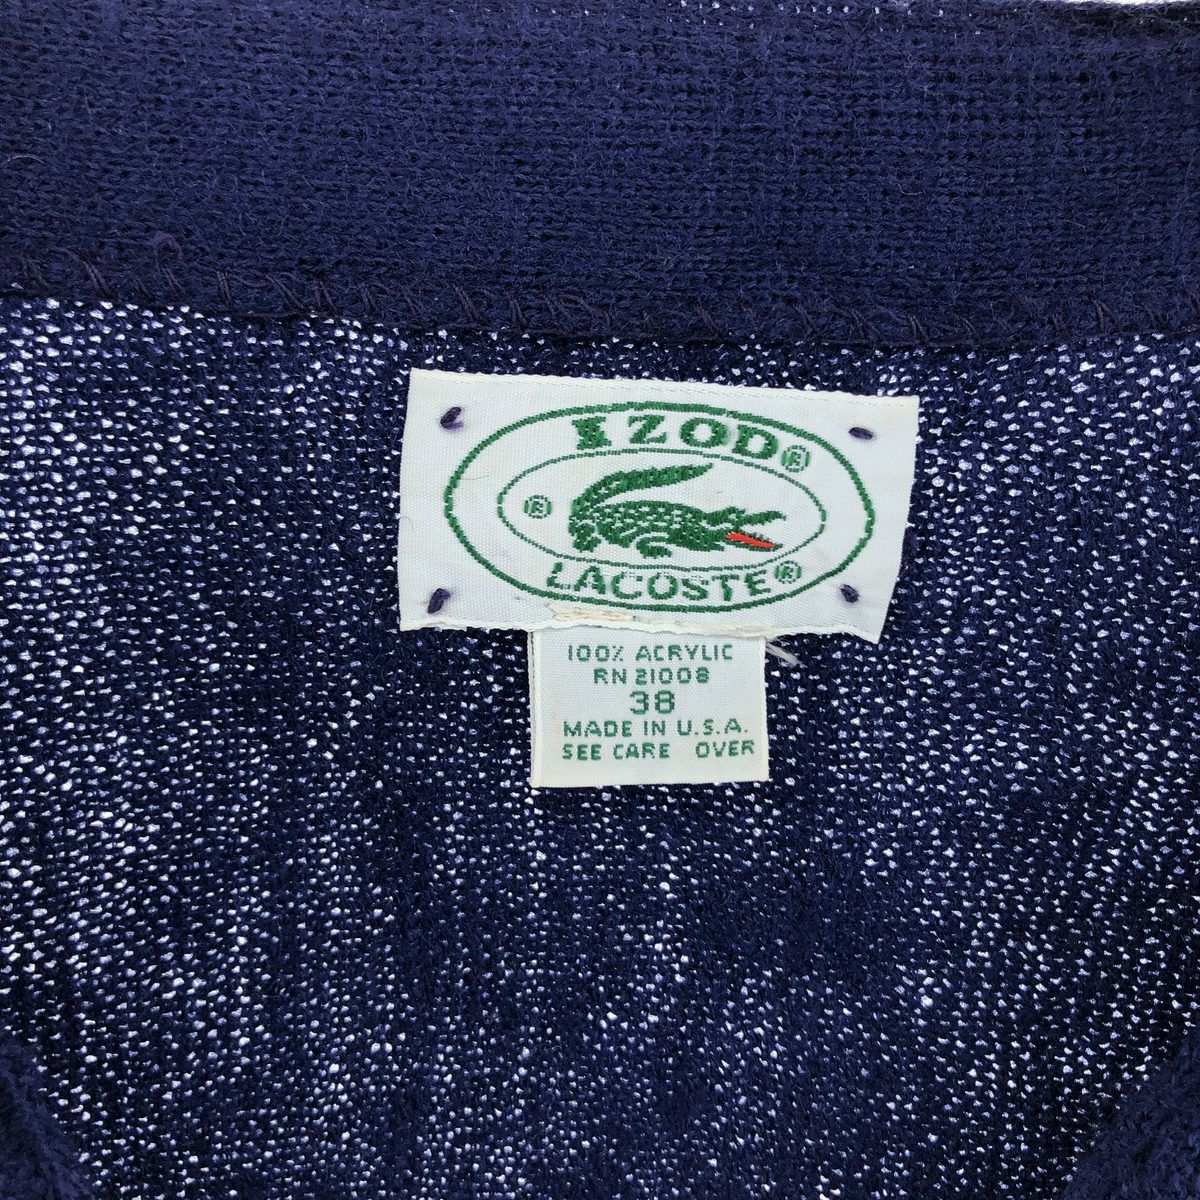 IZOD®
®
LACOSTE®
100% ACRYLIC
RN 21008
38
MADE IN U.S.A.
SEE CARE OVER